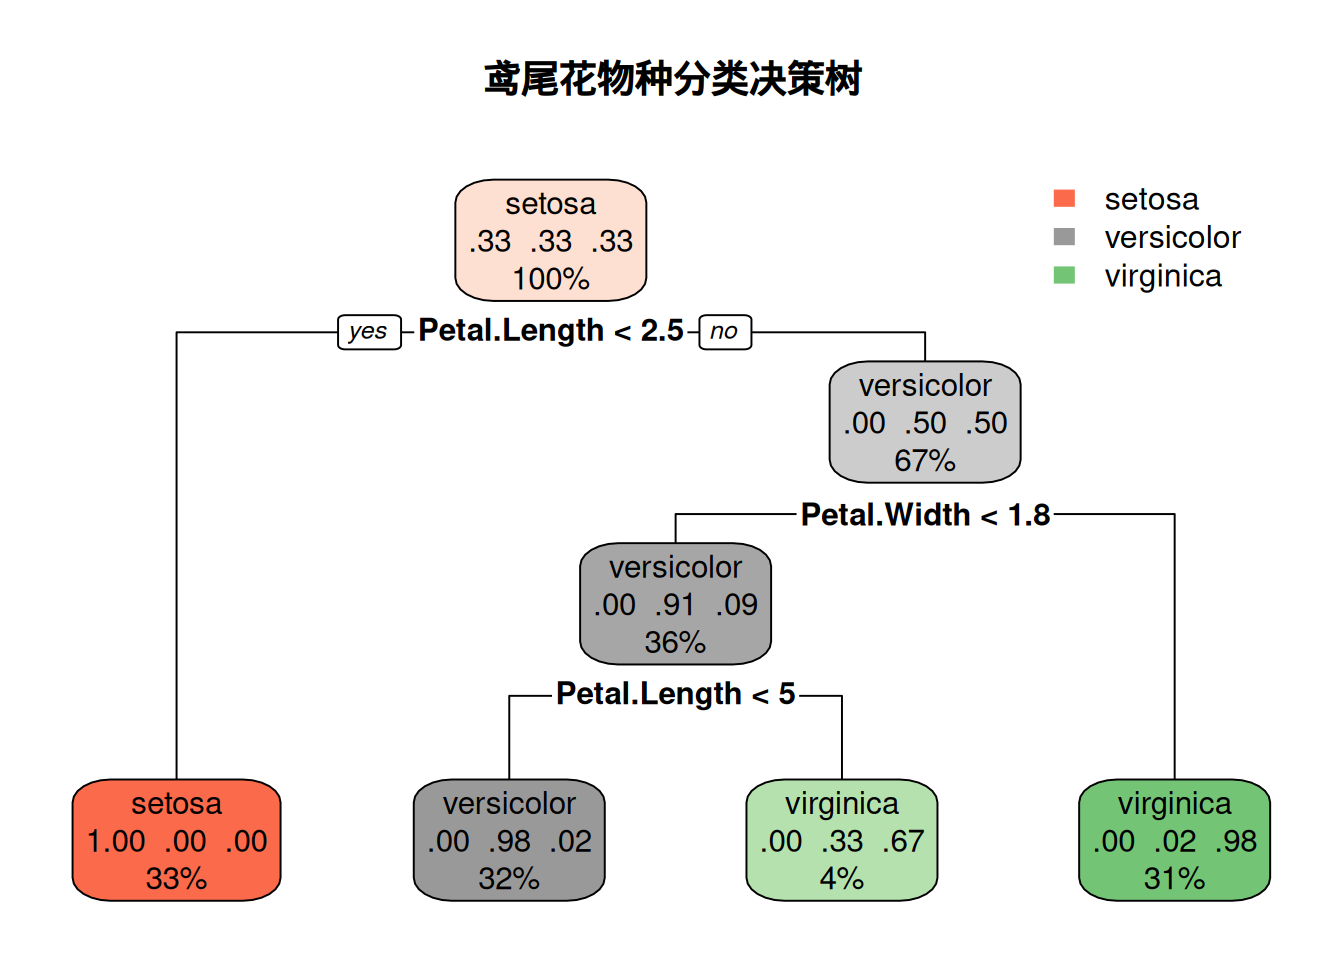 鸢尾花物种分类决策树
setosa
.33 .33 .33
100%
setosa
versicolor
virginica
yes
Petal.Length < 2.5
no
versicolor
.00 .50 .50
67%
Petal.Width < 1.8
versicolor
.00 .91 .09
36%
Petal.Length < 5
setosa
1.00 .00 .00
33%
versicolor
.00 .98 .02
32%
virginica
.00 .33 .67
4%
virginica
.00 .02 .98
31%